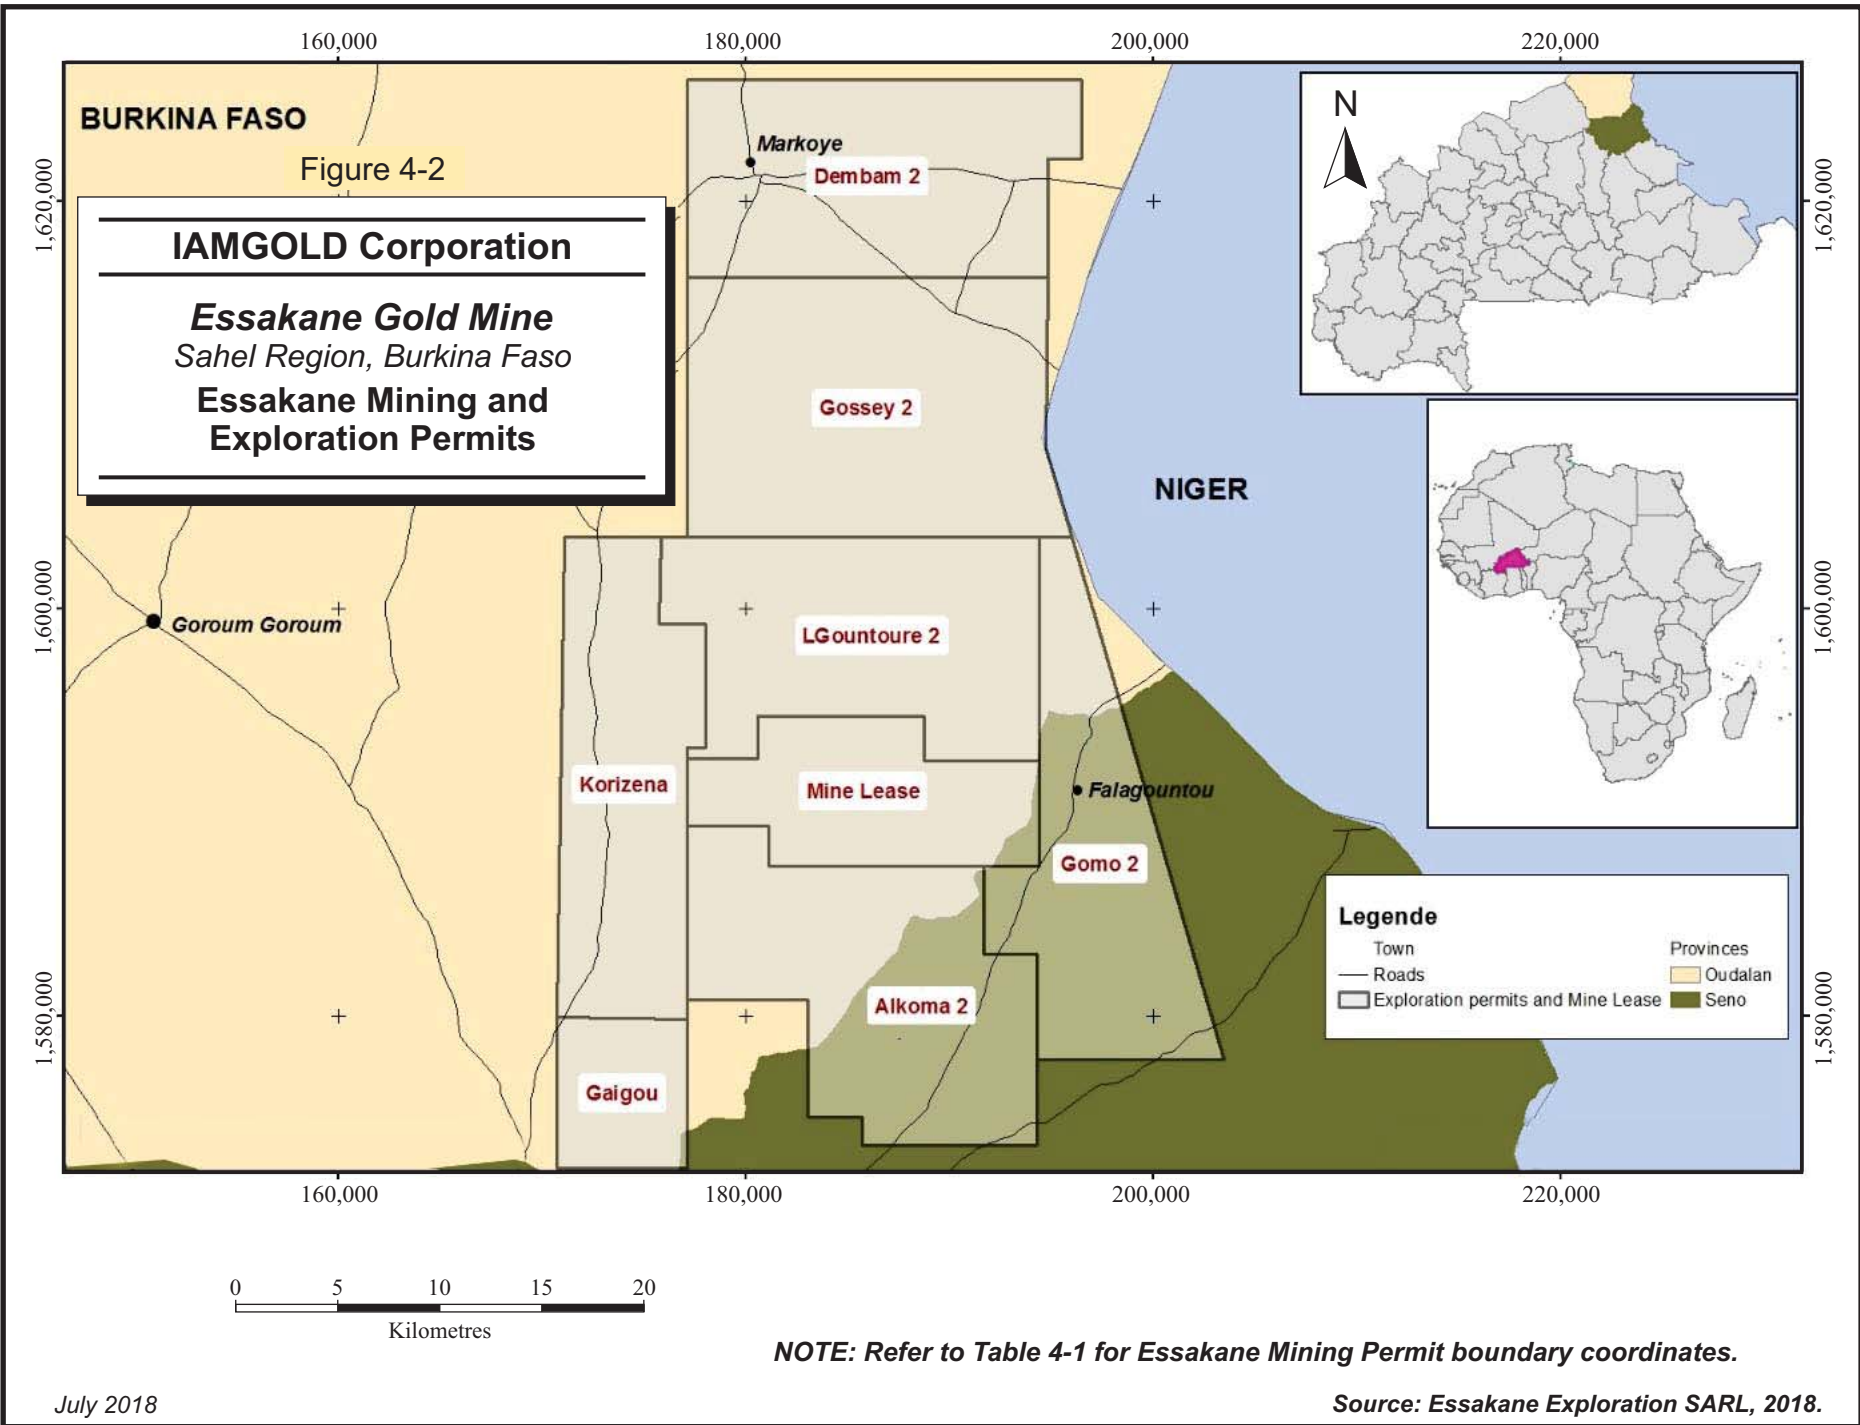 160,000
180,000
200,000
220,000
BURKINA FASO
Figure 4-2
IAMGOLD Corporation
Essakane Gold Mine
Sahel Region, Burkina Faso
Essakane Mining and
Exploration Permits
1,620,000
1,600,000
1,580,000
Markoye
Dembam 2
Gossey 2
NIGER
Goroum Goroum
LGountoure 2
Korizena
Mine Lease
Falagountou
Gomo 2
Alkoma 2
Gaigou
N
1,620,000
1,600,000
1,580,000
Legende
Town
Roads
Exploration permits and Mine Lease
Provinces
Oudalan
Seno
160,000
180,000
200,000
220,000
0 5 10 15 20
Kilometres
NOTE: Refer to Table 4-1 for Essakane Mining Permit boundary coordinates.
July 2018
Source: Essakane Exploration SARL, 2018.